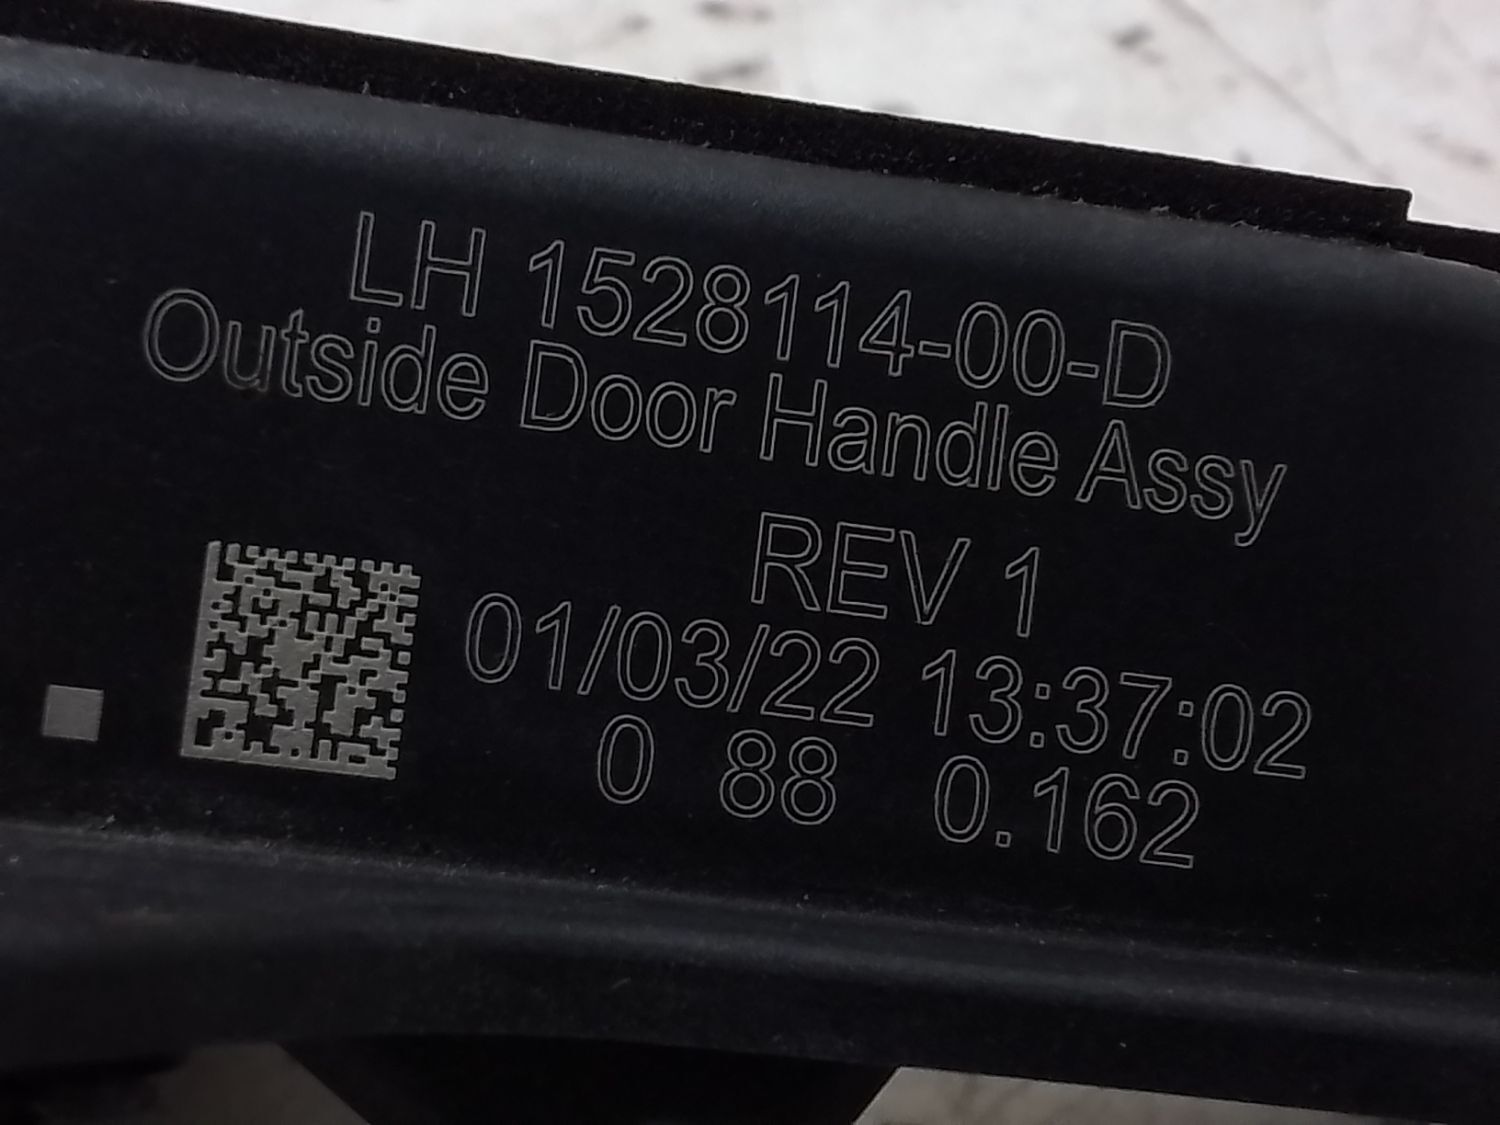 LH 1528114-00-D
Outside Door Handle Assy
REV 1
01/03/22 13:37:02
0 88 0.162